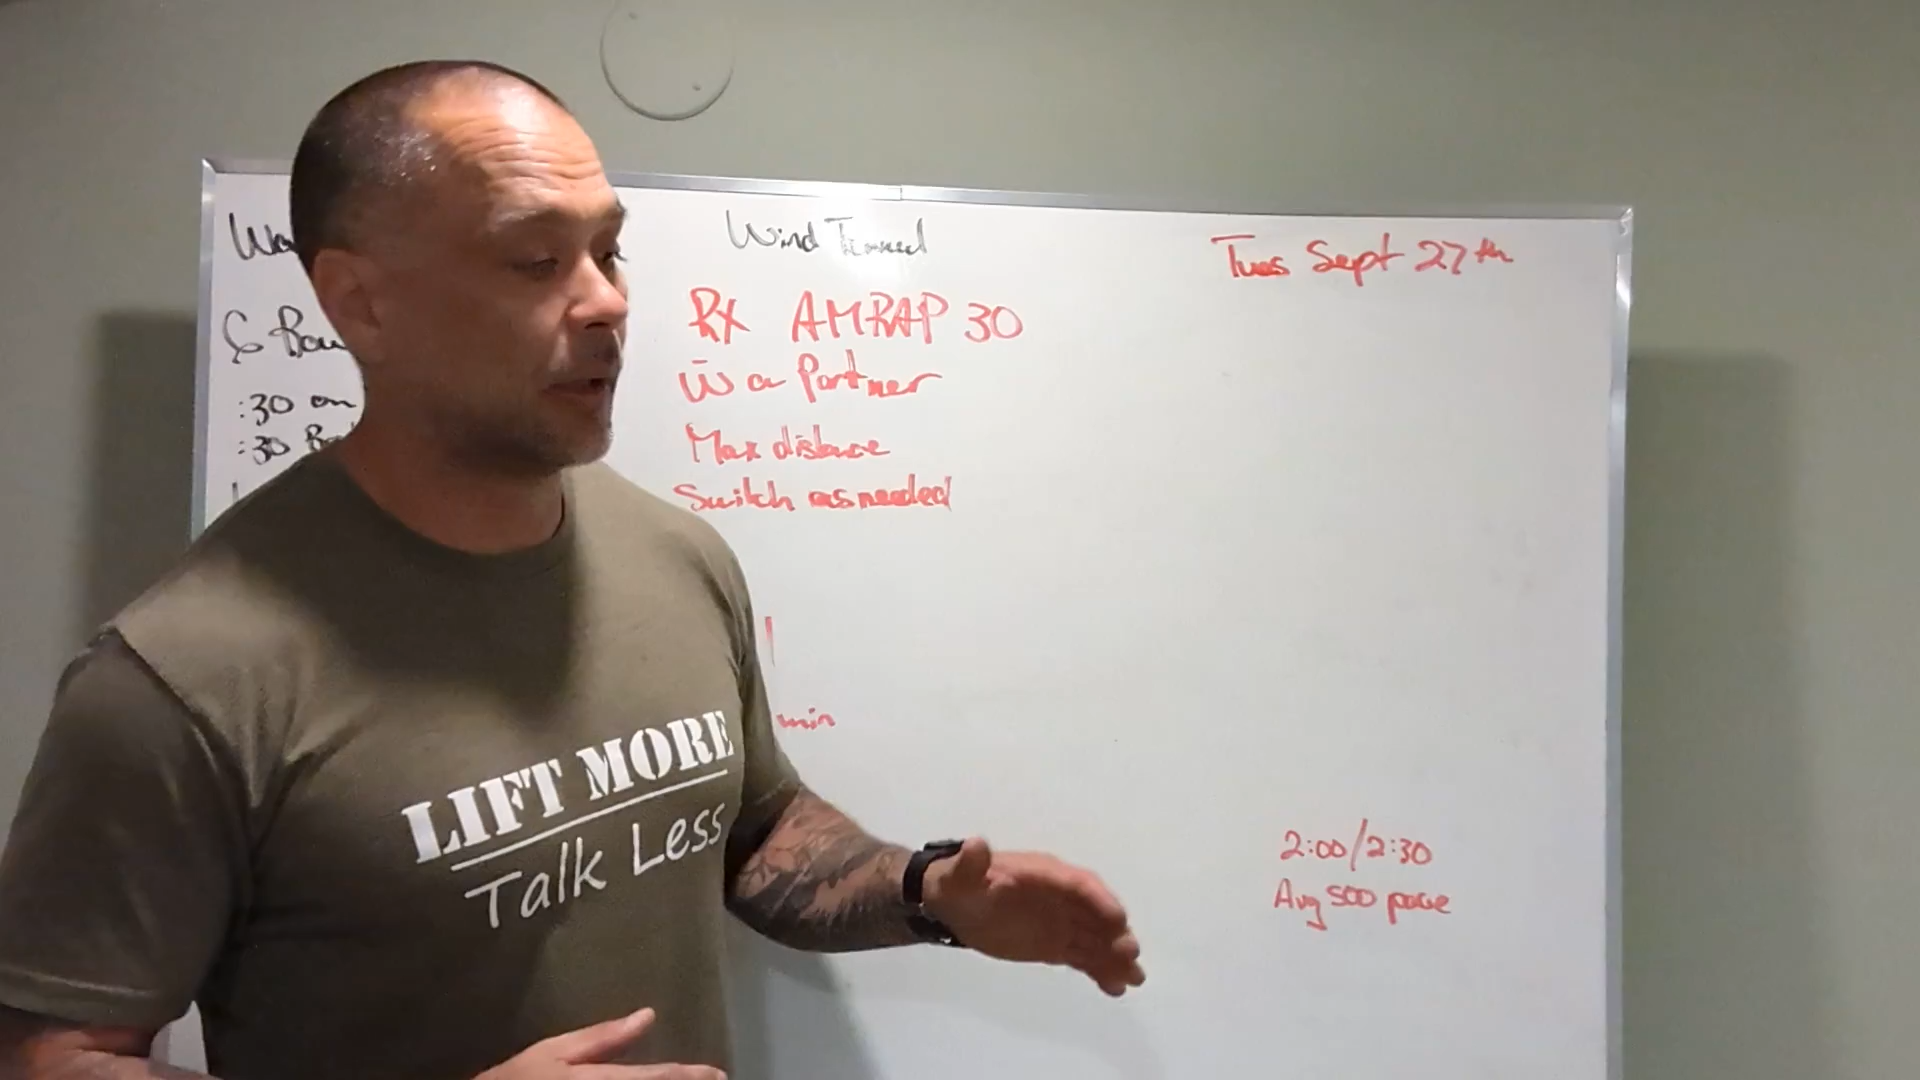 Wind Tunnel
Tues Sept 27th
RX AMRAP 30
w a Partner
Max distance
Switch as needed
:30 on
:30
min
2:00/2:30
Avg 500 pace
LIFT MORE
Talk Less